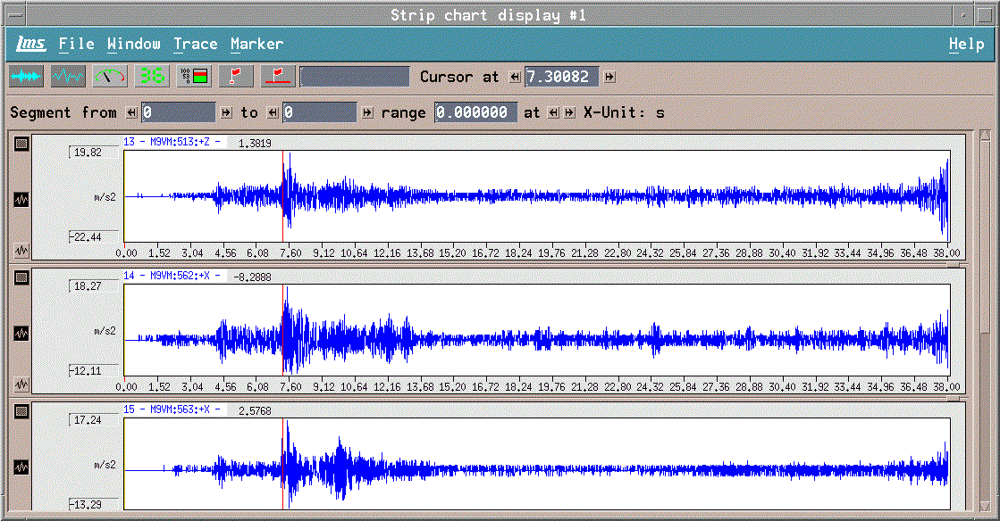 Strip chart display #1
lms File Window Trace Marker Help
36 100 50 0 Cursor at 7.30082
Segment from 0 to 0 range 0.000000 at X-Unit: s
13 - M9VM:513:+Z - 1.3819
19.82
m/s2
-22.44
0.00 1.52 3.04 4.56 6.08 7.60 9.12 10.64 12.16 13.68 15.20 16.72 18.24 19.76 21.28 22.80 24.32 25.84 27.36 28.88 30.40 31.92 33.44 34.96 36.48 38.00
14 - M9VM:562:+X - -8.2888
18.27
m/s2
-12.11
0.00 1.52 3.04 4.56 6.08 7.60 9.12 10.64 12.16 13.68 15.20 16.72 18.24 19.76 21.28 22.80 24.32 25.84 27.36 28.88 30.40 31.92 33.44 34.96 36.48 38.00
15 - M9VM:563:+X - 2.5768
17.24
m/s2
-13.29